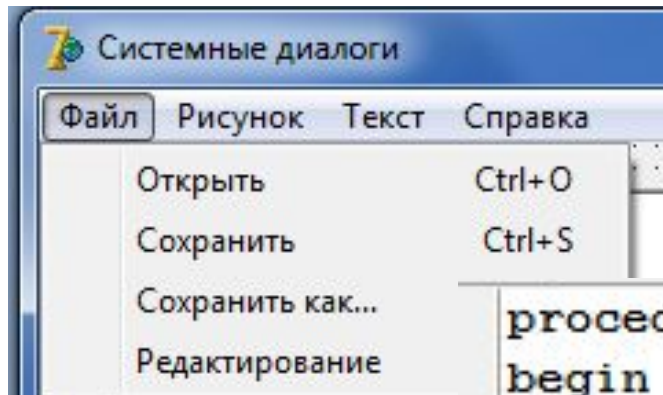 Системные диалоги
Файл Рисунок Текст Справка
Открыть Ctrl+O
Сохранить Ctrl+S
Сохранить как...
Редактирование
begin